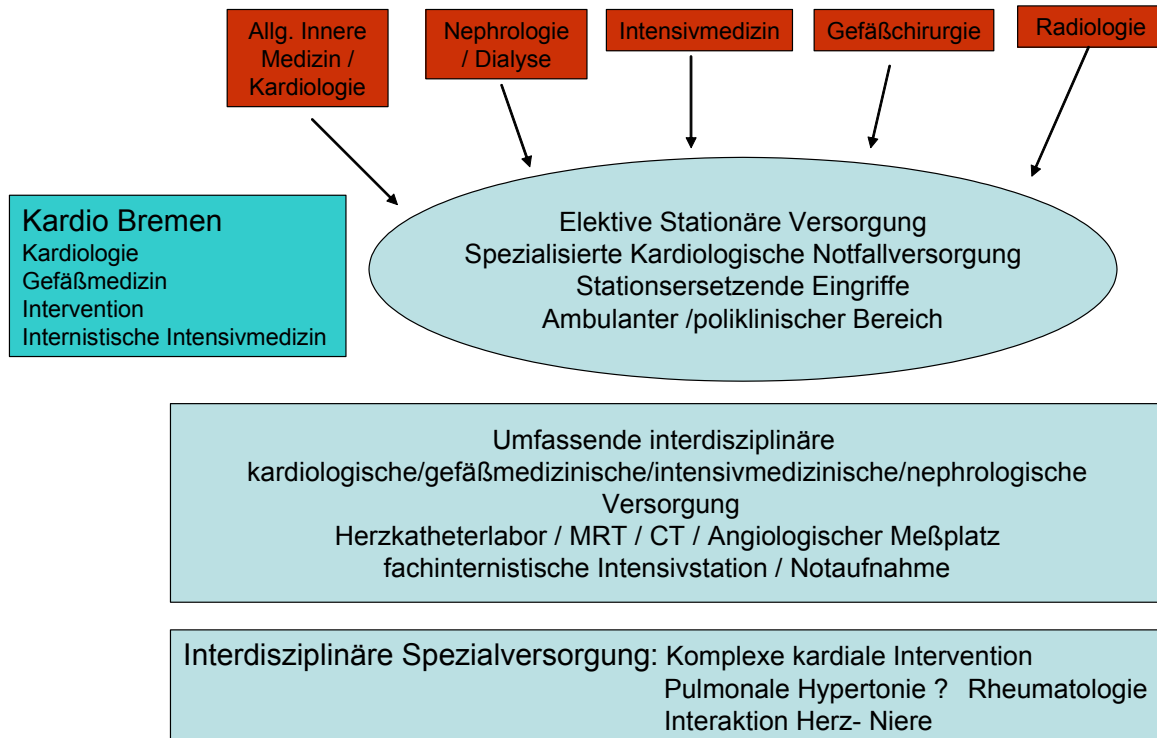 Allg. Innere
Medizin /
Kardiologie
Nephrologie
/ Dialyse
Intensivmedizin
Gefäßchirurgie
Radiologie
Kardio Bremen
Kardiologie
Gefäßmedizin
Intervention
Internistische Intensivmedizin
Elektive Stationäre Versorgung
Spezialisierte Kardiologische Notfallversorgung
Stationsersetzende Eingriffe
Ambulanter /poliklinischer Bereich
Umfassende interdisziplinäre
kardiologische/gefäßmedizinische/intensivmedizinische/nephrologische
Versorgung
Herzkatheterlabor / MRT / CT / Angiologischer Meßplatz
fachinternistische Intensivstation / Notaufnahme
Interdisziplinäre Spezialversorgung: Komplexe kardiale Intervention
Pulmonale Hypertonie ? Rheumatologie
Interaktion Herz- Niere